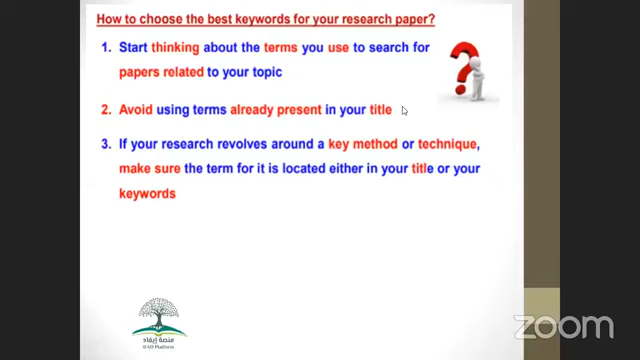 How to choose the best keywords for your research paper?
1. Start thinking about the terms you use to search for
papers related to your topic
2. Avoid using terms already present in your title
3. If your research revolves around a key method or technique,
make sure the term for it is located either in your title or your
keywords
منصة إيفاد
IFAD Platform
zoom